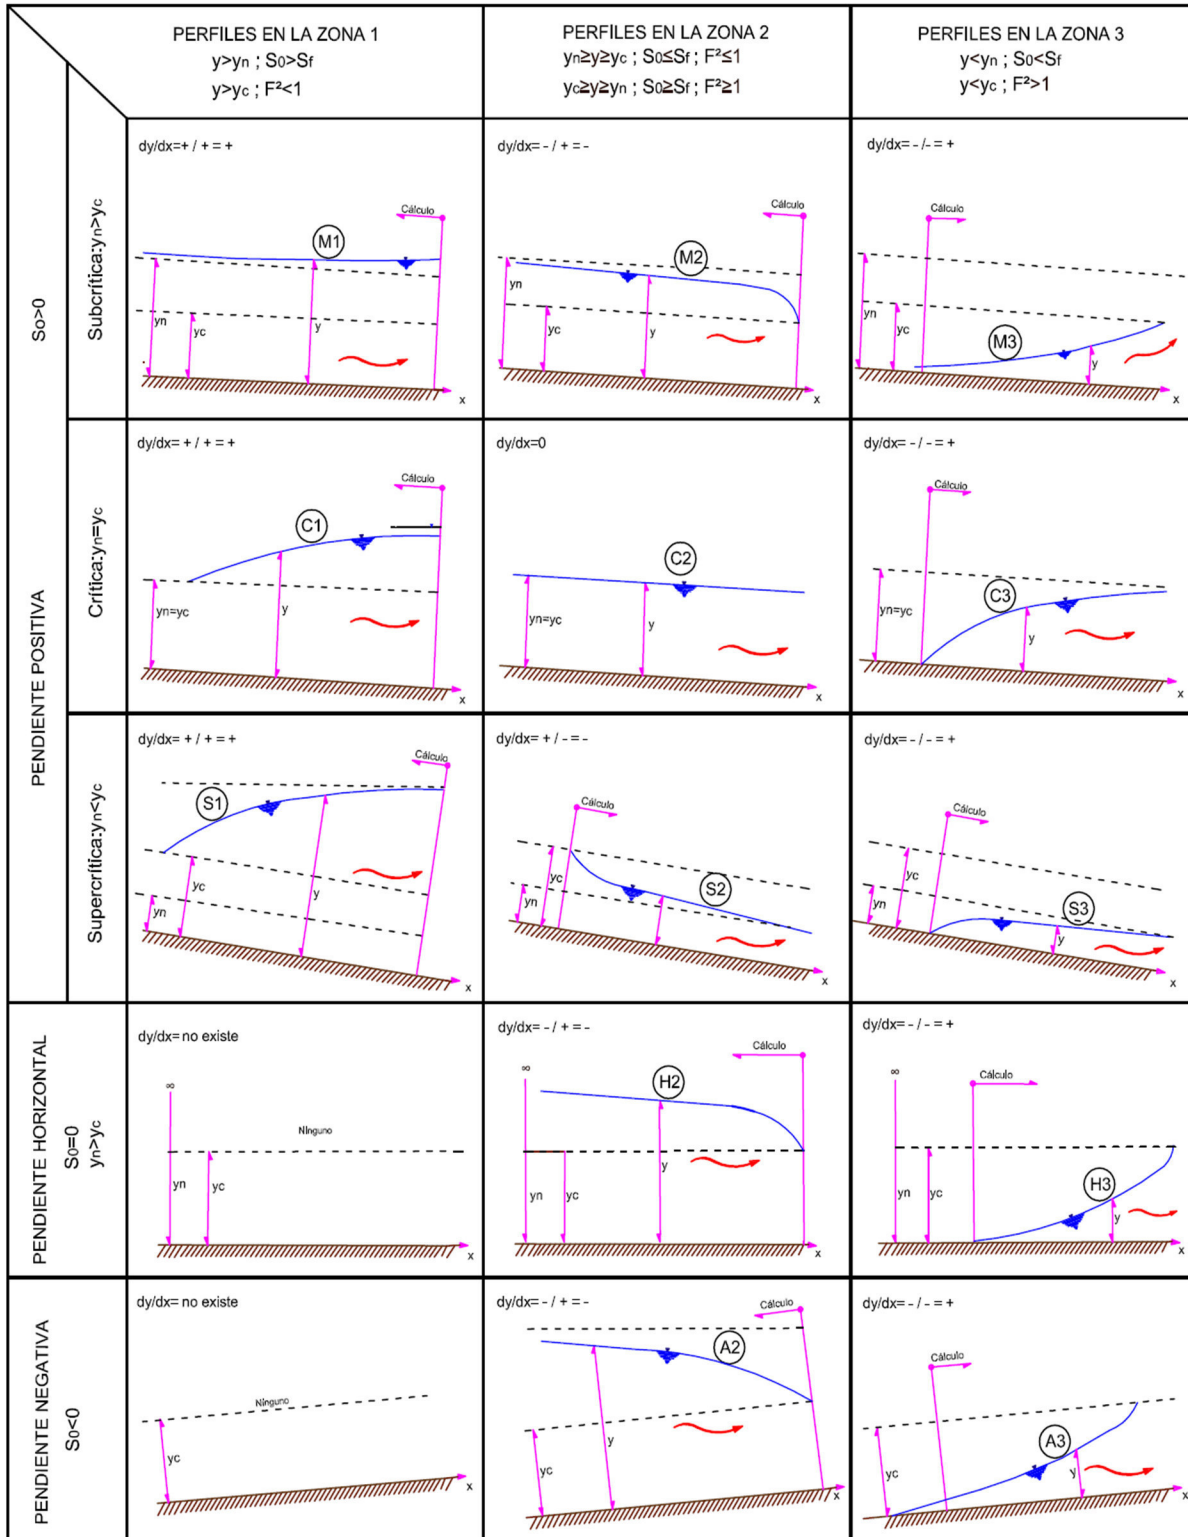 PERFILES EN LA ZONA 1
y>yn ; S0>Sf
y>yc ; F²<1
PERFILES EN LA ZONA 2
yn≥y≥yc ; S0≤Sf ; F²≤1
yc≥y≥yn ; S0≥Sf ; F²≥1
PERFILES EN LA ZONA 3
y<yn ; S0<Sf
y<yc ; F²>1
PENDIENTE POSITIVA
So>0
Subcrítica:yn>yc
dy/dx=+ / + = +
Cálculo
M1
yn
yc
y
x
dy/dx= - / + = -
Cálculo
M2
yn
yc
y
x
dy/dx= - /- = +
Cálculo
yn
yc
M3
y
x
Crítica:yn=yc
dy/dx= + / + = +
Cálculo
C1
yn=yc
y
x
dy/dx=0
C2
yn=yc
y
x
dy/dx= - / - = +
Cálculo
C3
yn=yc
y
x
Supercrítica:yn<yc
dy/dx= + / + = +
Cálculo
S1
yc
yn
y
x
dy/dx= + / - = -
Cálculo
yc
yn
S2
y
x
dy/dx= - / - = +
Cálculo
yc
yn
S3
y
x
PENDIENTE HORIZONTAL
S0=0
yn>yc
dy/dx= no existe
∞
Ninguno
yn
yc
x
dy/dx= - / + = -
Cálculo
∞
H2
yn
yc
y
x
dy/dx= - / - = +
∞
Cálculo
yn
yc
H3
y
x
PENDIENTE NEGATIVA
S0<0
dy/dx= no existe
Ninguno
yc
x
dy/dx= - / + = -
Cálculo
A2
yc
y
x
dy/dx= - / - = +
Cálculo
yc
A3
y
x